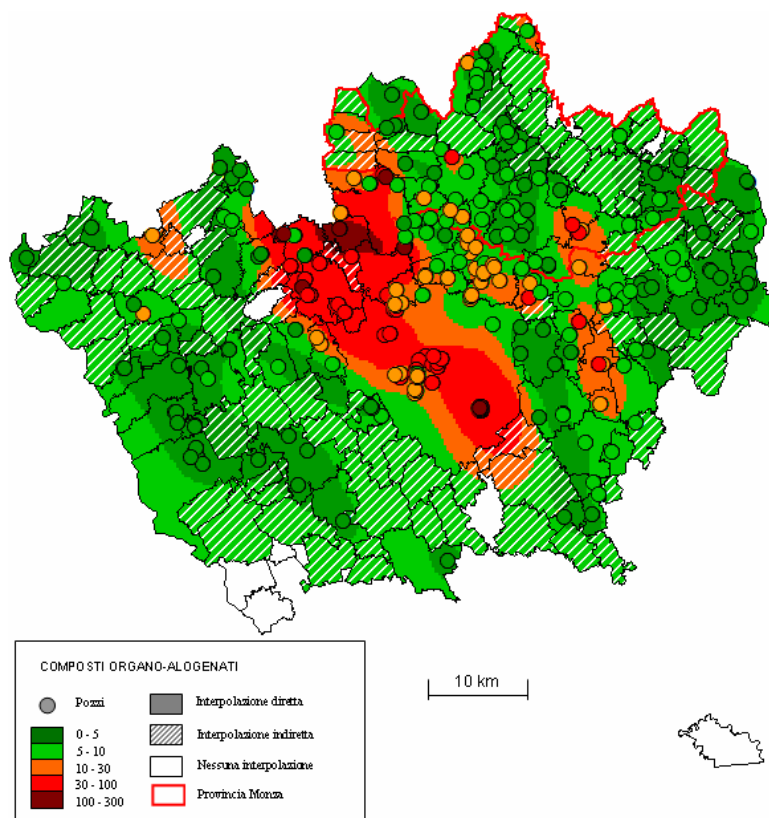 10 km
COMPOSTI ORGANO-ALOGENATI
Pozzi
Interpolazione diretta
0 - 5
Interpolazione indiretta
5 - 10
10 - 30
Nessuna interpolazione
30 - 100
100 - 300
Provincia Monza